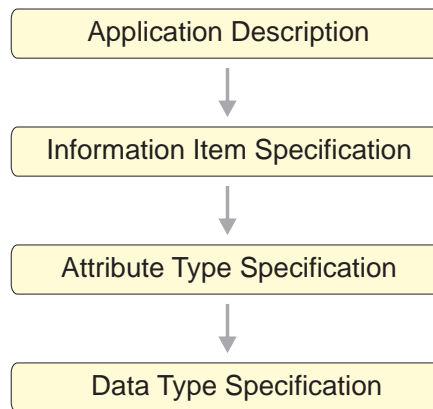 Application Description
Information Item Specification
Attribute Type Specification
Data Type Specification